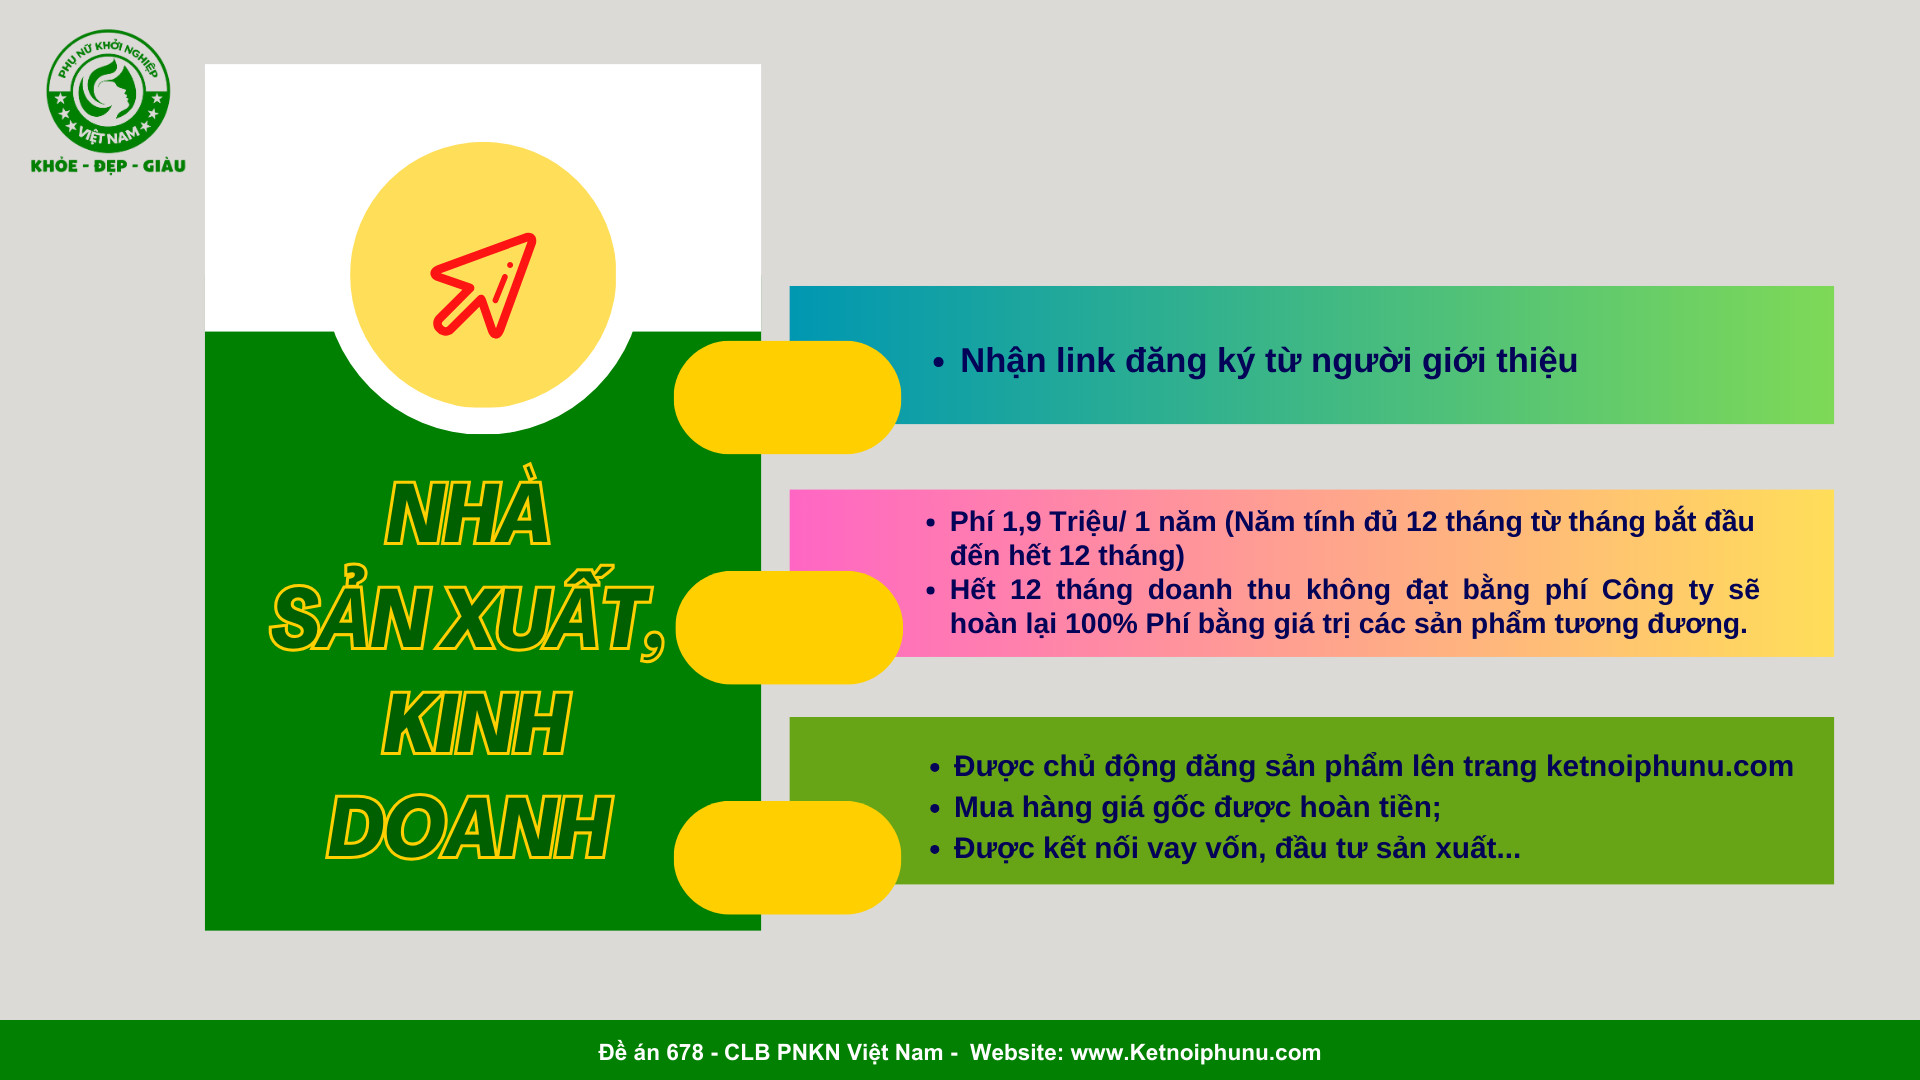 PHỤ NỮ KHỞI NGHIỆP
VIỆT NAM
KHỎE - ĐẸP - GIÀU
NHÀ
SẢN XUẤT,
KINH
DOANH
• Nhận link đăng ký từ người giới thiệu
• Phí 1,9 Triệu/ 1 năm (Năm tính đủ 12 tháng từ tháng bắt đầu
đến hết 12 tháng)
• Hết 12 tháng doanh thu không đạt bằng phí Công ty sẽ
hoàn lại 100% Phí bằng giá trị các sản phẩm tương đương.
• Được chủ động đăng sản phẩm lên trang ketnoiphunu.com
• Mua hàng giá gốc được hoàn tiền;
• Được kết nối vay vốn, đầu tư sản xuất...
Đề án 678 - CLB PNKN Việt Nam - Website: www.Ketnoiphunu.com